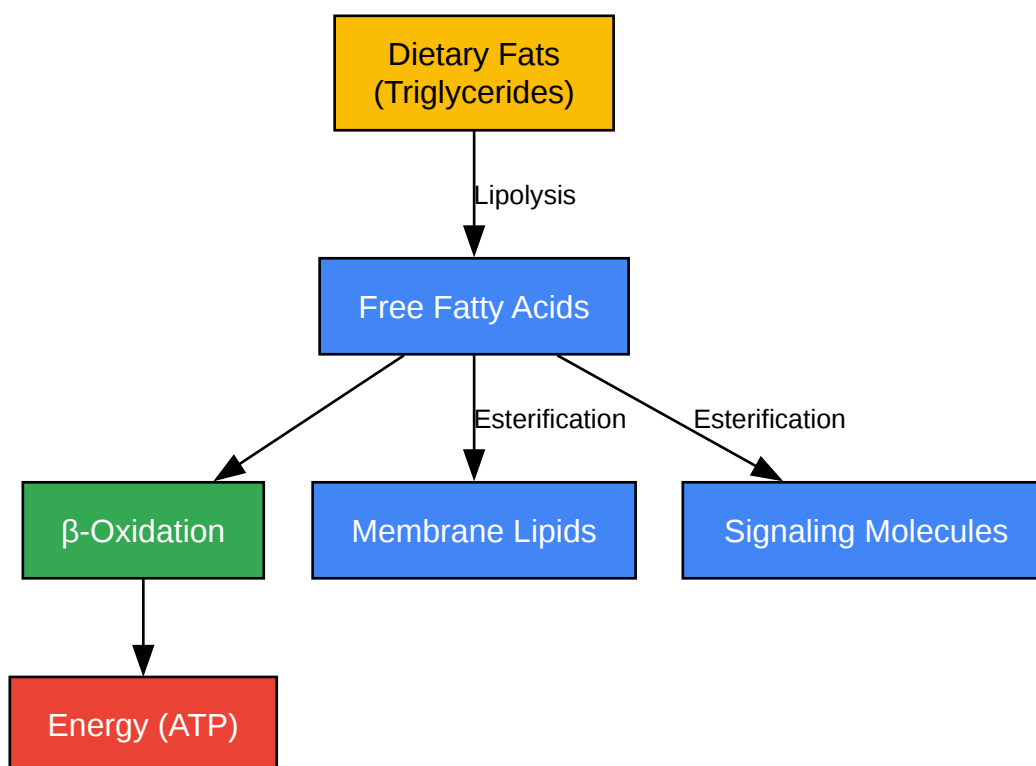 Dietary Fats
(Triglycerides)
Lipolysis
Free Fatty Acids
Esterification
Esterification
β-Oxidation
Membrane Lipids
Signaling Molecules
Energy (ATP)